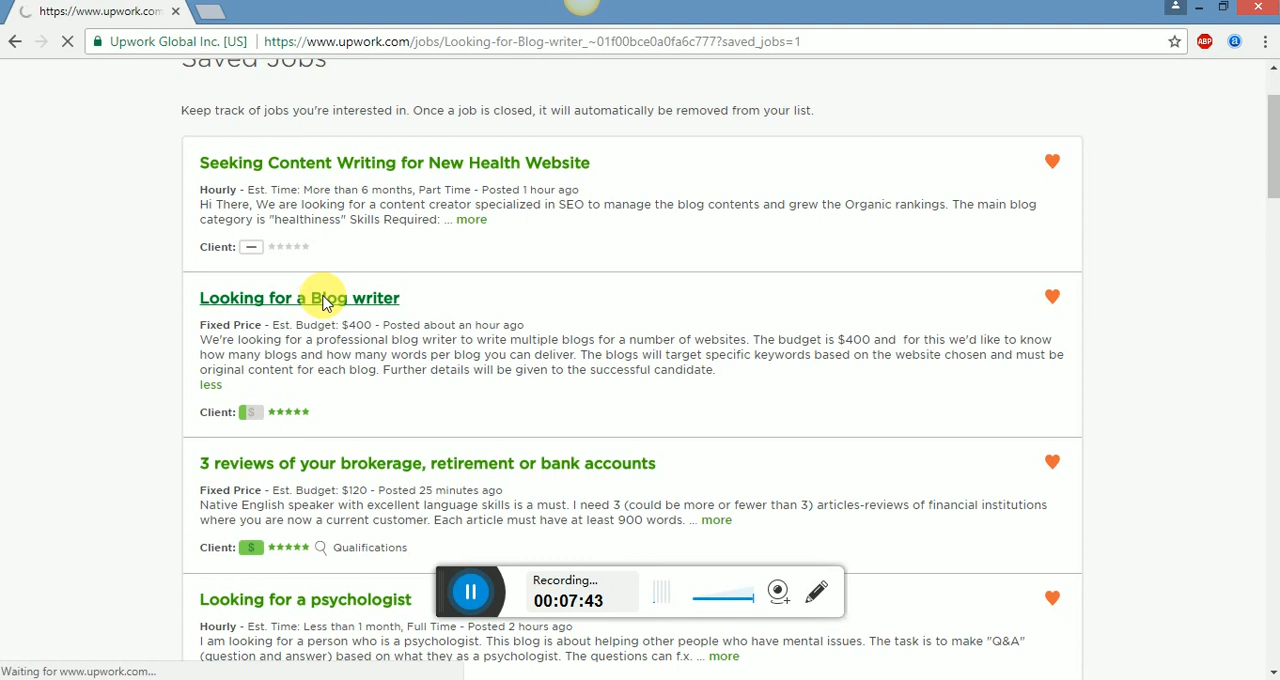 https://www.upwork.com
Upwork Global Inc. [US] https://www.upwork.com/jobs/Looking-for-Blog-writer_~01f00bce0a0fa6c777?saved_jobs=1
ABP
a
Saved Jobs
Keep track of jobs you're interested in. Once a job is closed, it will automatically be removed from your list.
Seeking Content Writing for New Health Website
Hourly - Est. Time: More than 6 months, Part Time - Posted 1 hour ago
Hi There, We are looking for a content creator specialized in SEO to manage the blog contents and grew the Organic rankings. The main blog
category is "healthiness" Skills Required: ... more
Client:
Looking for a Blog writer
Fixed Price - Est. Budget: $400 - Posted about an hour ago
We're looking for a professional blog writer to write multiple blogs for a number of websites. The budget is $400 and for this we'd like to know
how many blogs and how many words per blog you can deliver. The blogs will target specific keywords based on the website chosen and must be
original content for each blog. Further details will be given to the successful candidate.
less
Client: $
3 reviews of your brokerage, retirement or bank accounts
Fixed Price - Est. Budget: $120 - Posted 25 minutes ago
Native English speaker with excellent language skills is a must. I need 3 (could be more or fewer than 3) articles-reviews of financial institutions
where you are now a current customer. Each article must have at least 900 words. ... more
Client: $ Qualifications
Recording...
00:07:43
Looking for a psychologist
Hourly - Est. Time: Less than 1 month, Full Time - Posted 2 hours ago
I am looking for a person who is a psychologist. This blog is about helping other people who have mental issues. The task is to make "Q&A"
(question and answer) based on what they as a psychologist. The questions can f.x. ... more
Waiting for www.upwork.com...